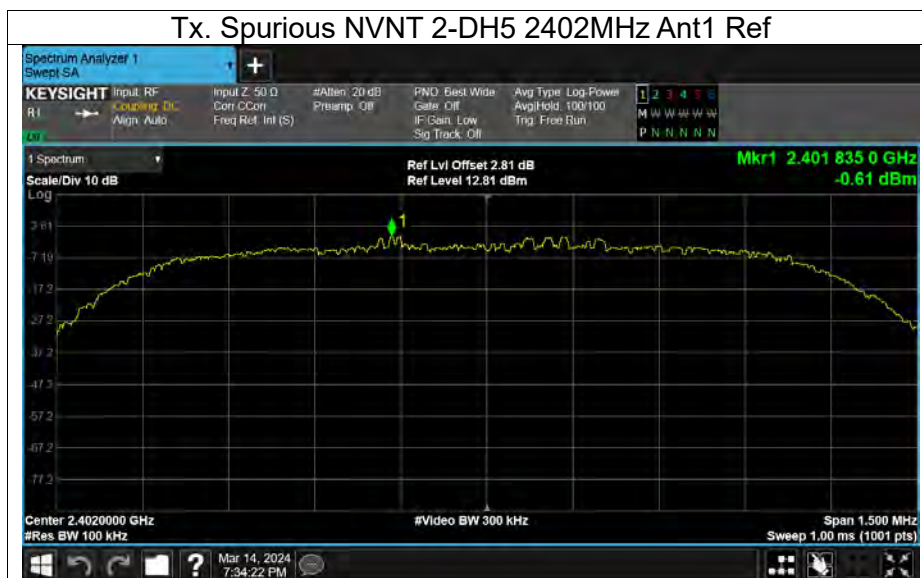 Tx. Spurious NVNT 2-DH5 2402MHz Ant1 Ref
Spectrum Analyzer 1
Swept SA
+
KEYSIGHT Input: RF Input Z: 50 Ω #Atten: 20 dB PNO: Best Wide Avg Type: Log-Power 1 2 3 4 5 6
R L Coupling: DC Corr CCorr Preamp: Off Gate: Off Avg|Hold: 100/100 M W W W W W
Align: Auto Freq Ref: Int (S) IF Gain: Low Trig: Free Run P N N N N N
Sig Track: Off
1 Spectrum Ref Lvl Offset 2.81 dB Mkr1 2.401 835 0 GHz
Scale/Div 10 dB Ref Level 12.81 dBm -0.61 dBm
Log
2.81
1
-7.19
-17.2
-27.2
-37.2
-47.2
-57.2
-67.2
-77.2
Center 2.4020000 GHz #Video BW 300 kHz Span 1.500 MHz
#Res BW 100 kHz Sweep 1.00 ms (1001 pts)
? Mar 14, 2024
7:34:22 PM